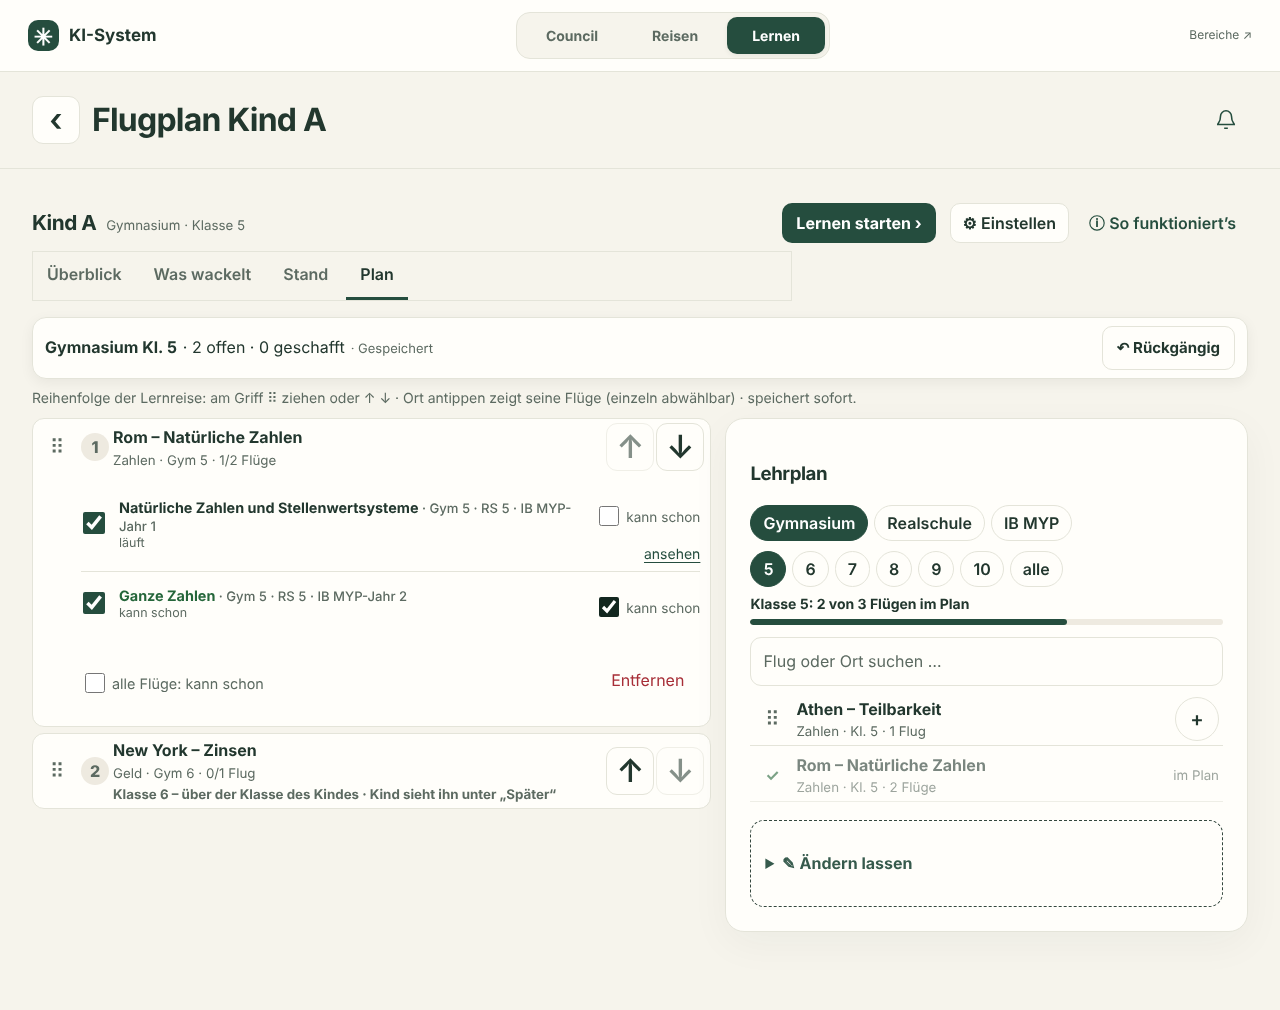 KI-System
Council
Reisen
Lernen
Bereiche ↗
‹ Flugplan Kind A
Kind A Gymnasium · Klasse 5
Lernen starten ›
⚙ Einstellen
ⓘ So funktioniert’s
Überblick
Was wackelt
Stand
Plan
Gymnasium Kl. 5 · 2 offen · 0 geschafft · Gespeichert
↶ Rückgängig
Reihenfolge der Lernreise: am Griff ⠿ ziehen oder ↑ ↓ · Ort antippen zeigt seine Flüge (einzeln abwählbar) · speichert sofort.
1
Rom – Natürliche Zahlen
Zahlen · Gym 5 · 1/2 Flüge
↑ ↓
Natürliche Zahlen und Stellenwertsysteme · Gym 5 · RS 5 · IB MYP-
Jahr 1
läuft
kann schon
ansehen
Ganze Zahlen · Gym 5 · RS 5 · IB MYP-Jahr 2
kann schon
kann schon
alle Flüge: kann schon
Entfernen
2
New York – Zinsen
Geld · Gym 6 · 0/1 Flug
Klasse 6 – über der Klasse des Kindes · Kind sieht ihn unter „Später“
↑ ↓
Lehrplan
Gymnasium
Realschule
IB MYP
5
6
7
8
9
10
alle
Klasse 5: 2 von 3 Flügen im Plan
Flug oder Ort suchen …
Athen – Teilbarkeit
Zahlen · Kl. 5 · 1 Flug
+
✓ Rom – Natürliche Zahlen
Zahlen · Kl. 5 · 2 Flüge
im Plan
▶ ✎ Ändern lassen